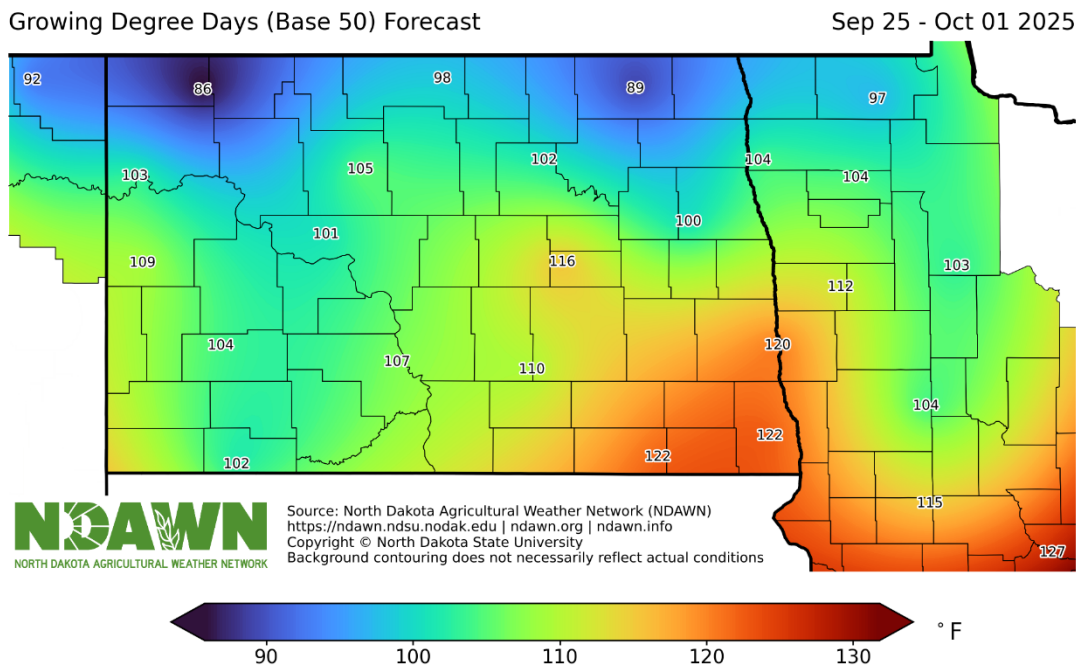 Growing Degree Days (Base 50) Forecast
Sep 25 - Oct 01 2025
92
86
98
89
97
103
105
102
104
104
101
100
109
116
112
103
104
107
110
120
104
102
122
122
115
127
NDAWN
NORTH DAKOTA AGRICULTURAL WEATHER NETWORK
Source: North Dakota Agricultural Weather Network (NDAWN)
https://ndawn.ndsu.nodak.edu | ndawn.org | ndawn.info
Copyright © North Dakota State University
Background contouring does not necessarily reflect actual conditions
90 100 110 120 130
°F